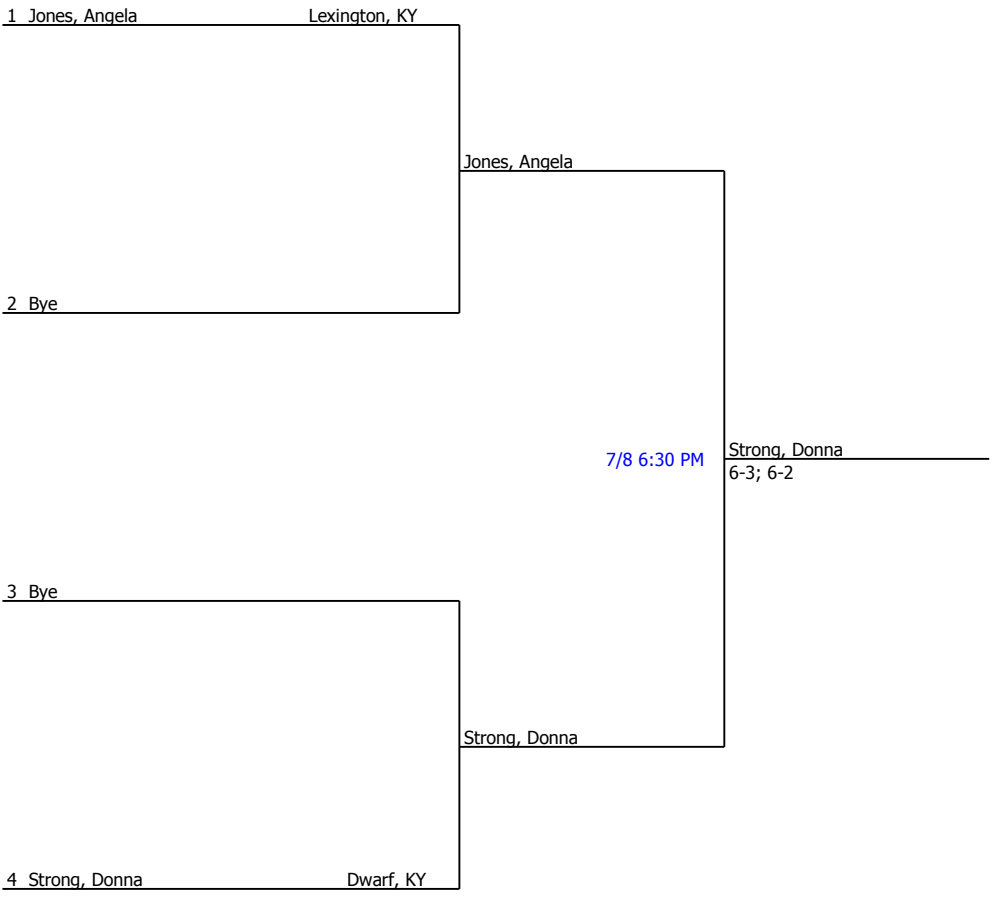 1 Jones, Angela Lexington, KY
Jones, Angela
2 Bye
Strong, Donna
7/8 6:30 PM
6-3; 6-2
3 Bye
Strong, Donna
4 Strong, Donna Dwarf, KY